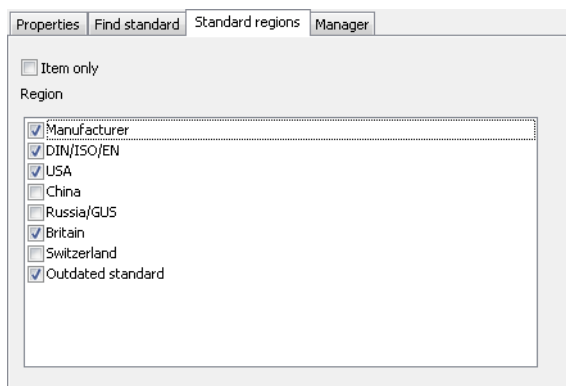 Properties Find standard Standard regions Manager
Item only
Region
Manufacturer
DIN/ISO/EN
USA
China
Russia/GUS
Britain
Switzerland
Outdated standard